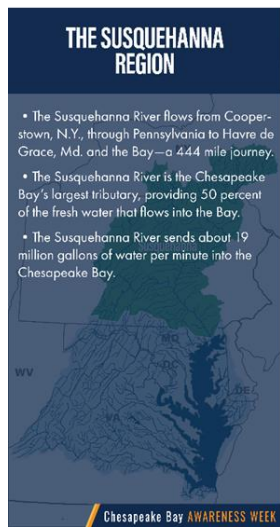 THE SUSQUEHANNA
REGION
• The Susquehanna River flows from Cooper-
stown, N.Y., through Pennsylvania to Havre de
Grace, Md. and the Bay—a 444 mile journey.
• The Susquehanna River is the Chesapeake
Bay's largest tributary, providing 50 percent
of the fresh water that flows into the Bay.
• The Susquehanna River sends about 19
million gallons of water per minute into the
Chesapeake Bay.
MD
WV
DC
DE
VA
Chesapeake Bay AWARENESS WEEK